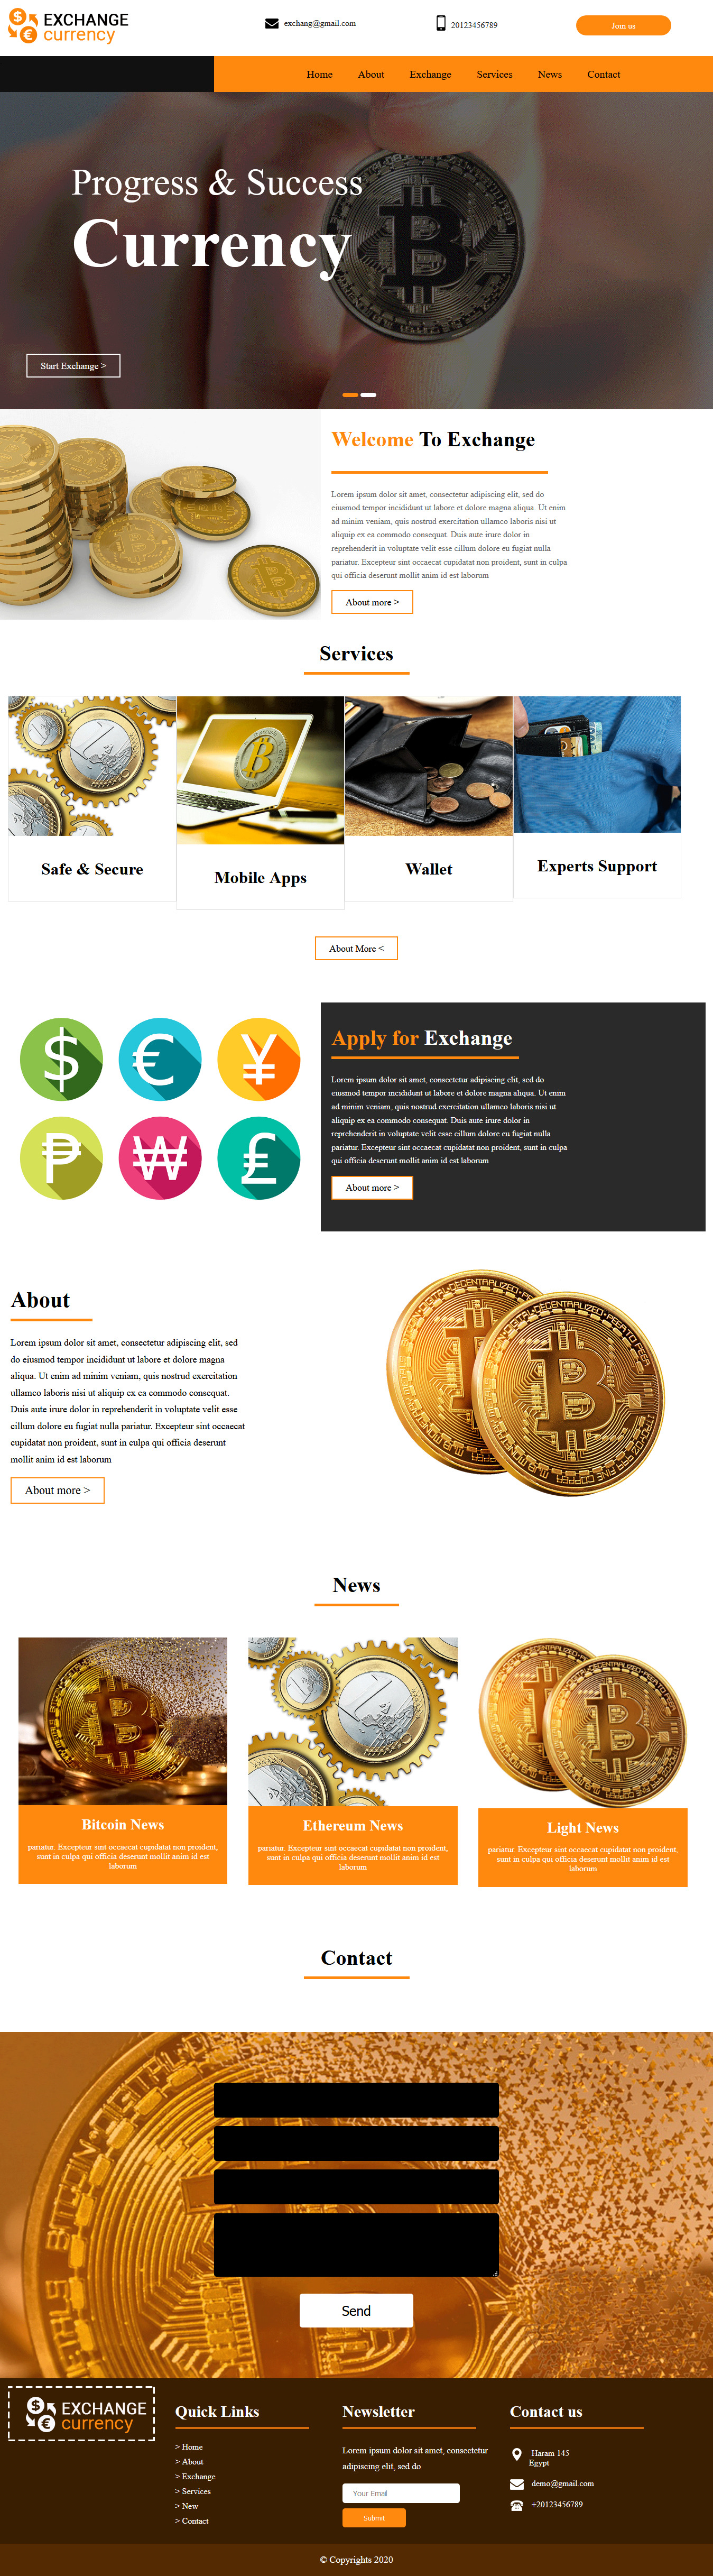 EXCHANGE
currency
exchang@gmail.com
20123456789
Join us
Home About Exchange Services News Contact
Progress & Success
Currency
Start Exchange >
Welcome To Exchange
Lorem ipsum dolor sit amet, consectetur adipiscing elit, sed do
eiusmod tempor incididunt ut labore et dolore magna aliqua. Ut enim
ad minim veniam, quis nostrud exercitation ullamco laboris nisi ut
aliquip ex ea commodo consequat. Duis aute irure dolor in
reprehenderit in voluptate velit esse cillum dolore eu fugiat nulla
pariatur. Excepteur sint occaecat cupidatat non proident, sunt in culpa
qui officia deserunt mollit anim id est laborum
About more >
Services
Safe & Secure
Mobile Apps
Wallet
Experts Support
About More <
Apply for Exchange
Lorem ipsum dolor sit amet, consectetur adipiscing elit, sed do
eiusmod tempor incididunt ut labore et dolore magna aliqua. Ut enim
ad minim veniam, quis nostrud exercitation ullamco laboris nisi ut
aliquip ex ea commodo consequat. Duis aute irure dolor in
reprehenderit in voluptate velit esse cillum dolore eu fugiat nulla
pariatur. Excepteur sint occaecat cupidatat non proident, sunt in culpa
qui officia deserunt mollit anim id est laborum
About more >
About
Lorem ipsum dolor sit amet, consectetur adipiscing elit, sed
do eiusmod tempor incididunt ut labore et dolore magna
aliqua. Ut enim ad minim veniam, quis nostrud exercitation
ullamco laboris nisi ut aliquip ex ea commodo consequat.
Duis aute irure dolor in reprehenderit in voluptate velit esse
cillum dolore eu fugiat nulla pariatur. Excepteur sint occaecat
cupidatat non proident, sunt in culpa qui officia deserunt
mollit anim id est laborum
About more >
News
Bitcoin News
pariatur. Excepteur sint occaecat cupidatat non proident,
sunt in culpa qui officia deserunt mollit anim id est
laborum
Ethereum News
pariatur. Excepteur sint occaecat cupidatat non proident,
sunt in culpa qui officia deserunt mollit anim id est
laborum
Light News
pariatur. Excepteur sint occaecat cupidatat non proident,
sunt in culpa qui officia deserunt mollit anim id est
laborum
Contact
Send
EXCHANGE
currency
Quick Links
> Home
> About
> Exchange
> Services
> New
> Contact
Newsletter
Lorem ipsum dolor sit amet, consectetur
adipiscing elit, sed do
Your Email
Submit
Contact us
Haram 145
Egypt
demo@gmail.com
+20123456789
© Copyrights 2020